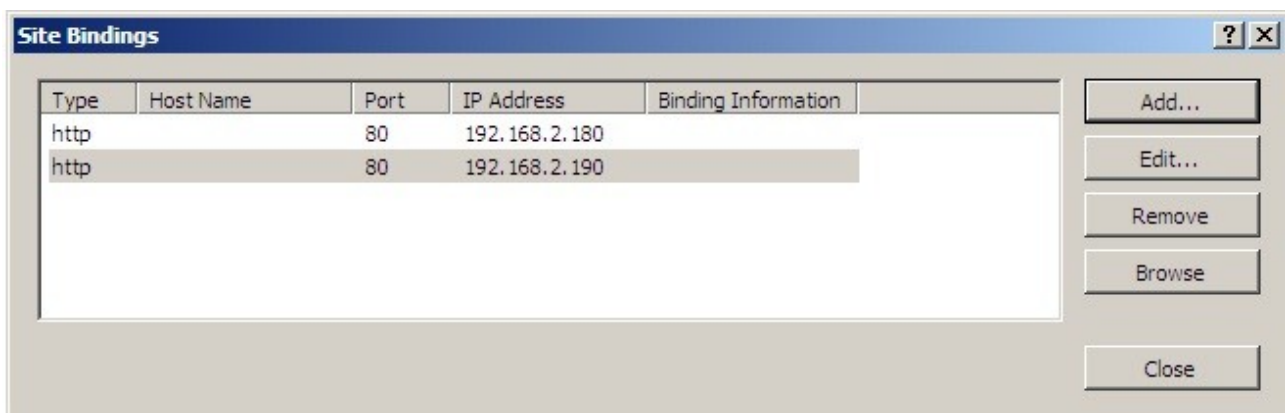 Site Bindings
Type Host Name Port IP Address Binding Information
http 80 192.168.2.180
http 80 192.168.2.190
Add...
Edit...
Remove
Browse
Close